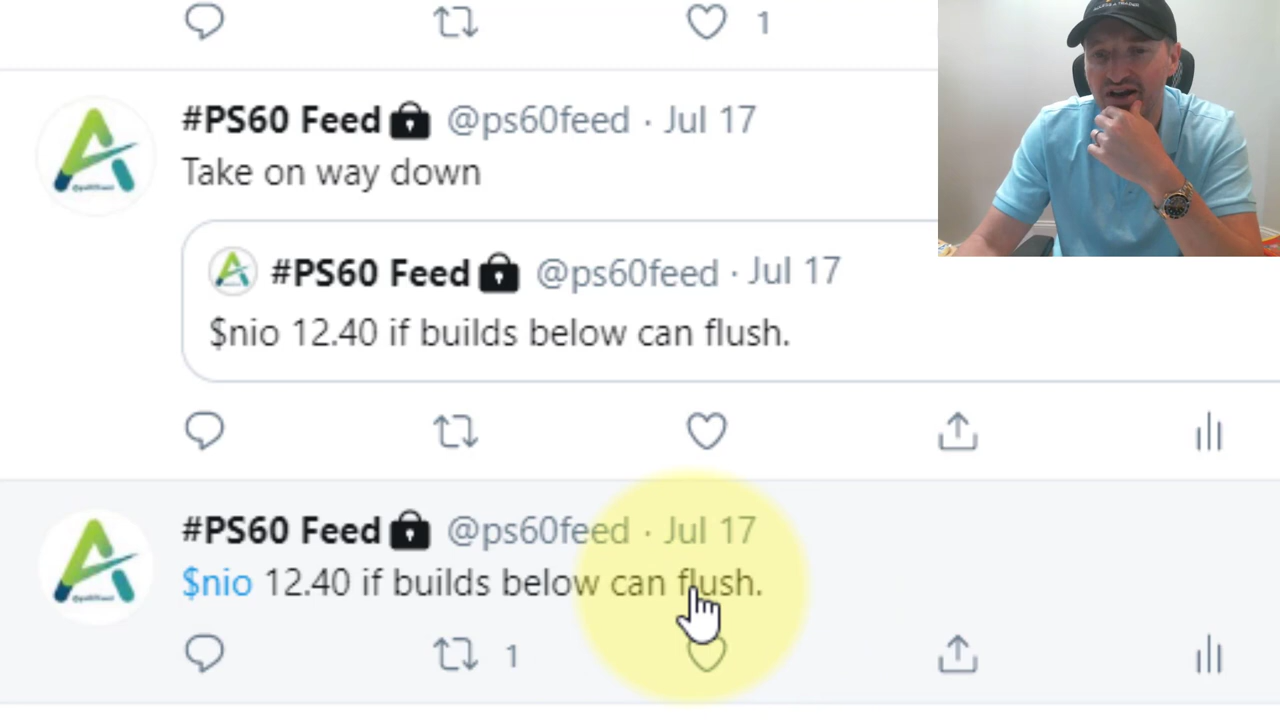 1
#PS60 Feed @ps60feed · Jul 17
Take on way down
#PS60 Feed @ps60feed · Jul 17
$nio 12.40 if builds below can flush.
#PS60 Feed @ps60feed · Jul 17
$nio 12.40 if builds below can flush.
1